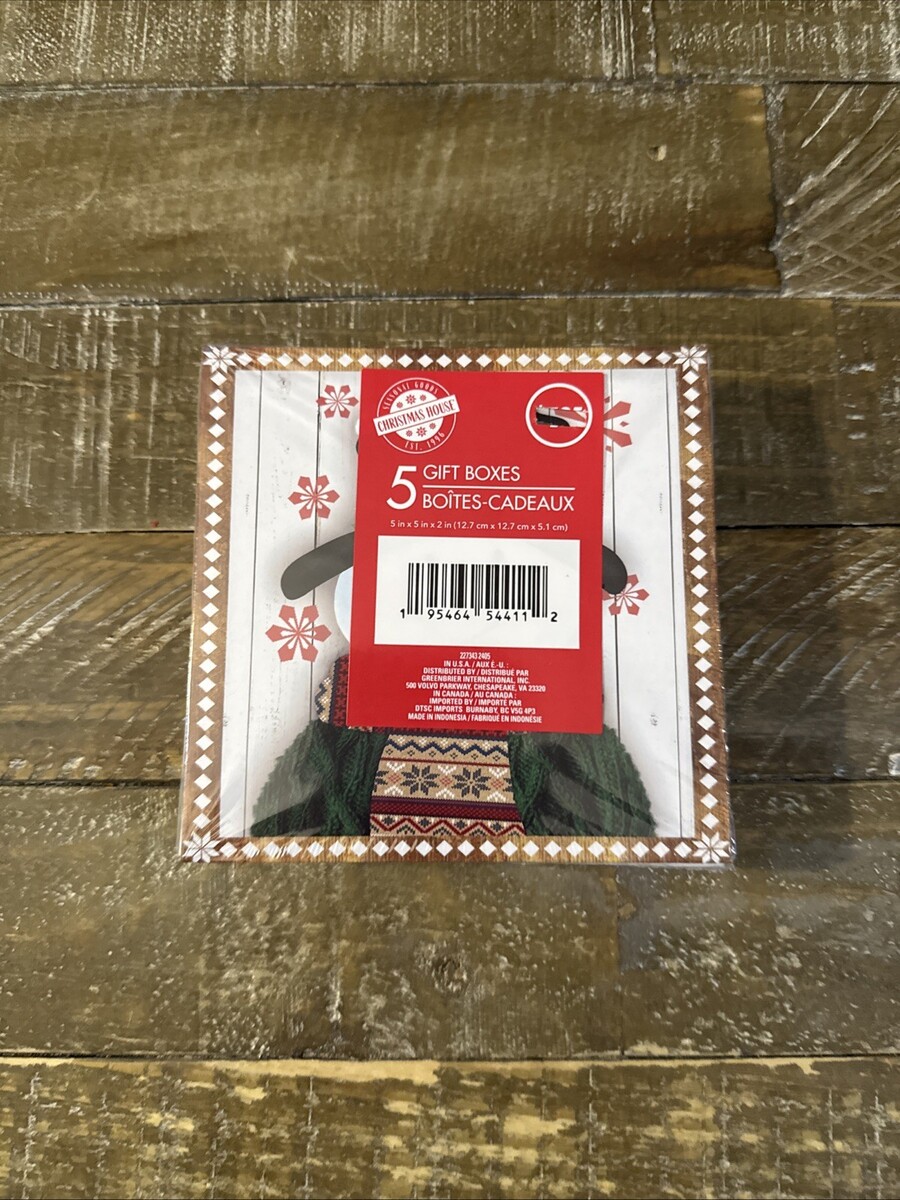 SEASONAL GOODS
CHRISTMAS HOUSE
EST. 1996
5 GIFT BOXES
BOÎTES-CADEAUX
5 in x 5 in x 2 in (12.7 cm x 12.7 cm x 5.1 cm)
1 95464 54411 2
227343 2405
IN U.S.A. / AUX É.-U. :
DISTRIBUTED BY / DISTRIBUÉ PAR
GREENBRIER INTERNATIONAL, INC.
500 VOLVO PARKWAY, CHESAPEAKE, VA 23320
IN CANADA / AU CANADA :
IMPORTED BY / IMPORTÉ PAR
DTSC IMPORTS BURNABY, BC V5G 4P3
MADE IN INDONESIA / FABRIQUÉ EN INDONÉSIE